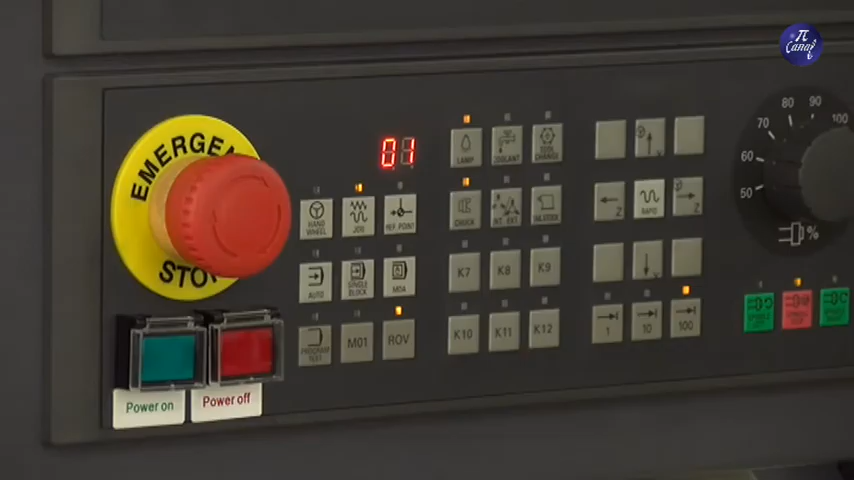 π
Canal
EMERGEN
STOP
01
LAMP
COOLANT
TOOL
CHANGE
HAND
WHEEL
JOG
REF. POINT
CHUCK
INT. EXT.
TAILSTOCK
Z
RAPID
Z
AUTO
SINGLE
BLOCK
MDA
K7
K8
K9
PROGRAM
TEST
M01
ROV
K10
K11
K12
1
10
100
50
60
70
80
90
100
%
Power on
Power off